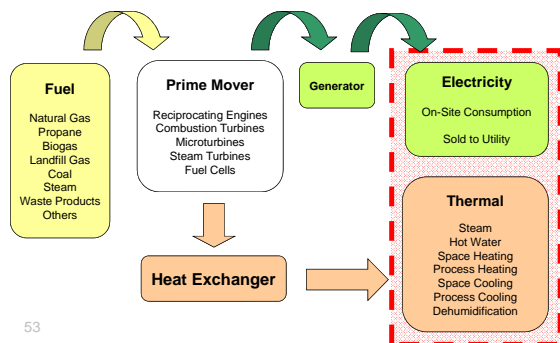 Fuel
Natural Gas
Propane
Biogas
Landfill Gas
Coal
Steam
Waste Products
Others
Prime Mover
Reciprocating Engines
Combustion Turbines
Microturbines
Steam Turbines
Fuel Cells
Generator
Electricity
On-Site Consumption
Sold to Utility
Heat Exchanger
Thermal
Steam
Hot Water
Space Heating
Process Heating
Space Cooling
Process Cooling
Dehumidification
53